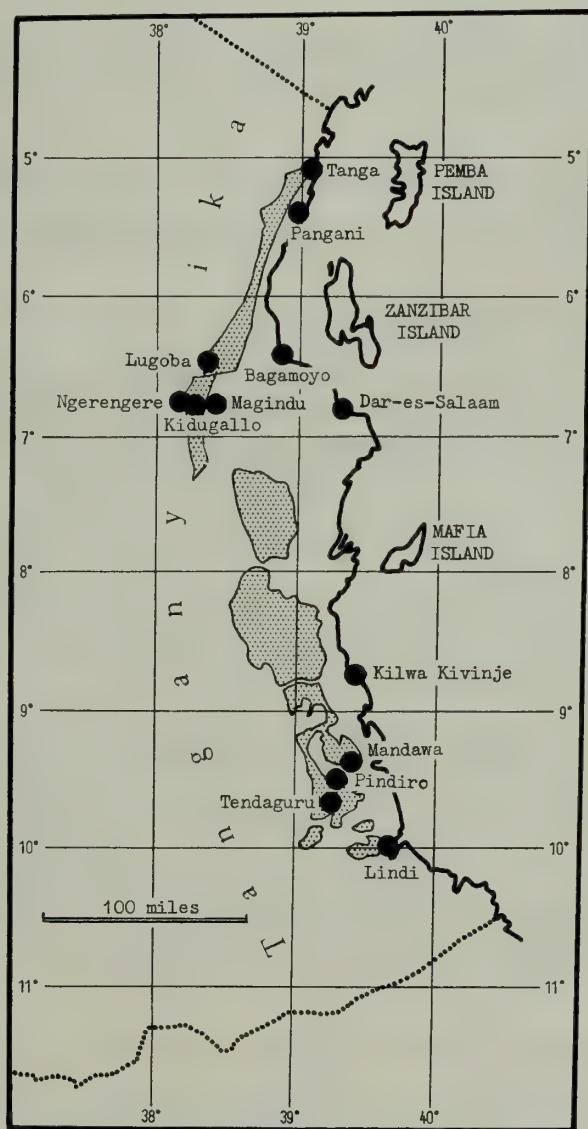 38° 39° 40°
5° 5°
Tanga
PEMBA
ISLAND
Pangani
6° 6°
ZANZIBAR
ISLAND
Lugoba
Bagamoyo
Ngerengere Magindu Dar-es-Salaam
Kidugallo
7° 7°
MAFIA
ISLAND
8° 8°
Kilwa Kivinje
9° 9°
Mandawa
Pindiro
Tendaguru
10° 10°
Lindi
100 miles
11° 11°
Tanganyika
38° 39° 40°